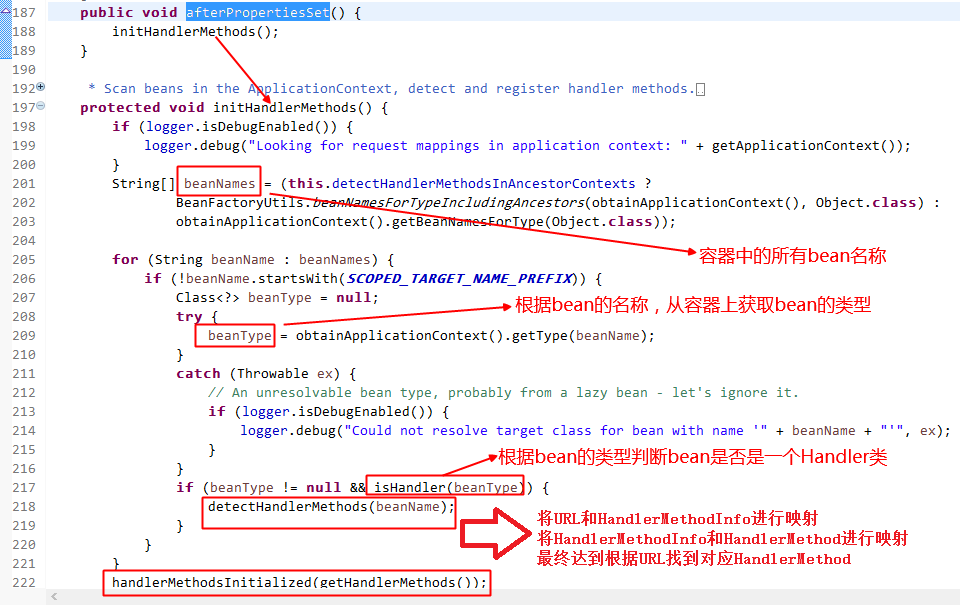 187 public void afterPropertiesSet() {
188 initHandlerMethods();
189 }
190
192 * Scan beans in the ApplicationContext, detect and register handler methods.
197 protected void initHandlerMethods() {
198 if (logger.isDebugEnabled()) {
199 logger.debug("Looking for request mappings in application context: " + getApplicationContext());
200 }
201 String[] beanNames = (this.detectHandlerMethodsInAncestorContexts ?
202 BeanFactoryUtils.beanNamesForTypeIncludingAncestors(obtainApplicationContext(), Object.class) :
203 obtainApplicationContext().getBeanNamesForType(Object.class));
204
205 for (String beanName : beanNames) {
容器中的所有bean名称
206 if (!beanName.startsWith(SCOPED_TARGET_NAME_PREFIX)) {
207 Class<?> beanType = null;
根据bean的名称，从容器上获取bean的类型
208 try {
209 beanType = obtainApplicationContext().getType(beanName);
210 }
211 catch (Throwable ex) {
212 // An unresolvable bean type, probably from a lazy bean - let's ignore it.
213 if (logger.isDebugEnabled()) {
214 logger.debug("Could not resolve target class for bean with name '" + beanName + "'", ex);
215 }
216 }
根据bean的类型判断bean是否是一个Handler类
217 if (beanType != null && isHandler(beanType)) {
218 detectHandlerMethods(beanName);
219 }
220 }
221 }
将URL和HandlerMethodInfo进行映射
将HandlerMethodInfo和HandlerMethod进行映射
最终达到根据URL找到对应HandlerMethod
222 handlerMethodsInitialized(getHandlerMethods());